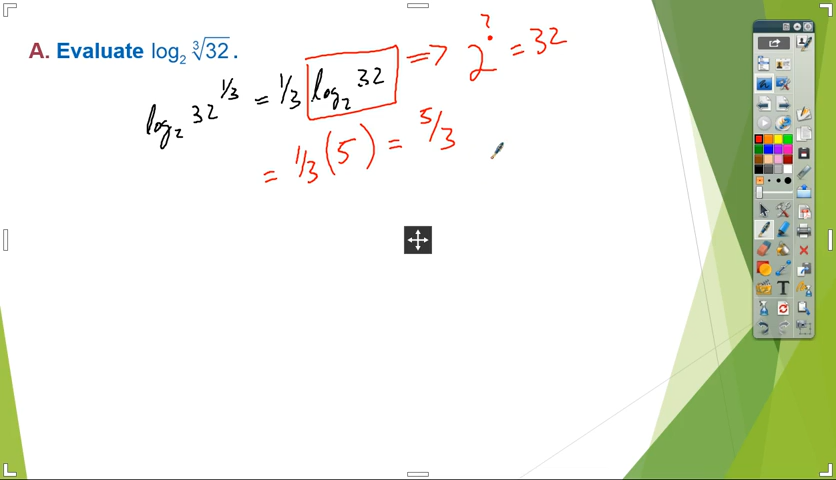 A. Evaluate log₂ ∛32.
log₂ 32^(1/3) = 1/3 log₂ 32 => 2^? = 32
= 1/3 (5) = 5/3
T